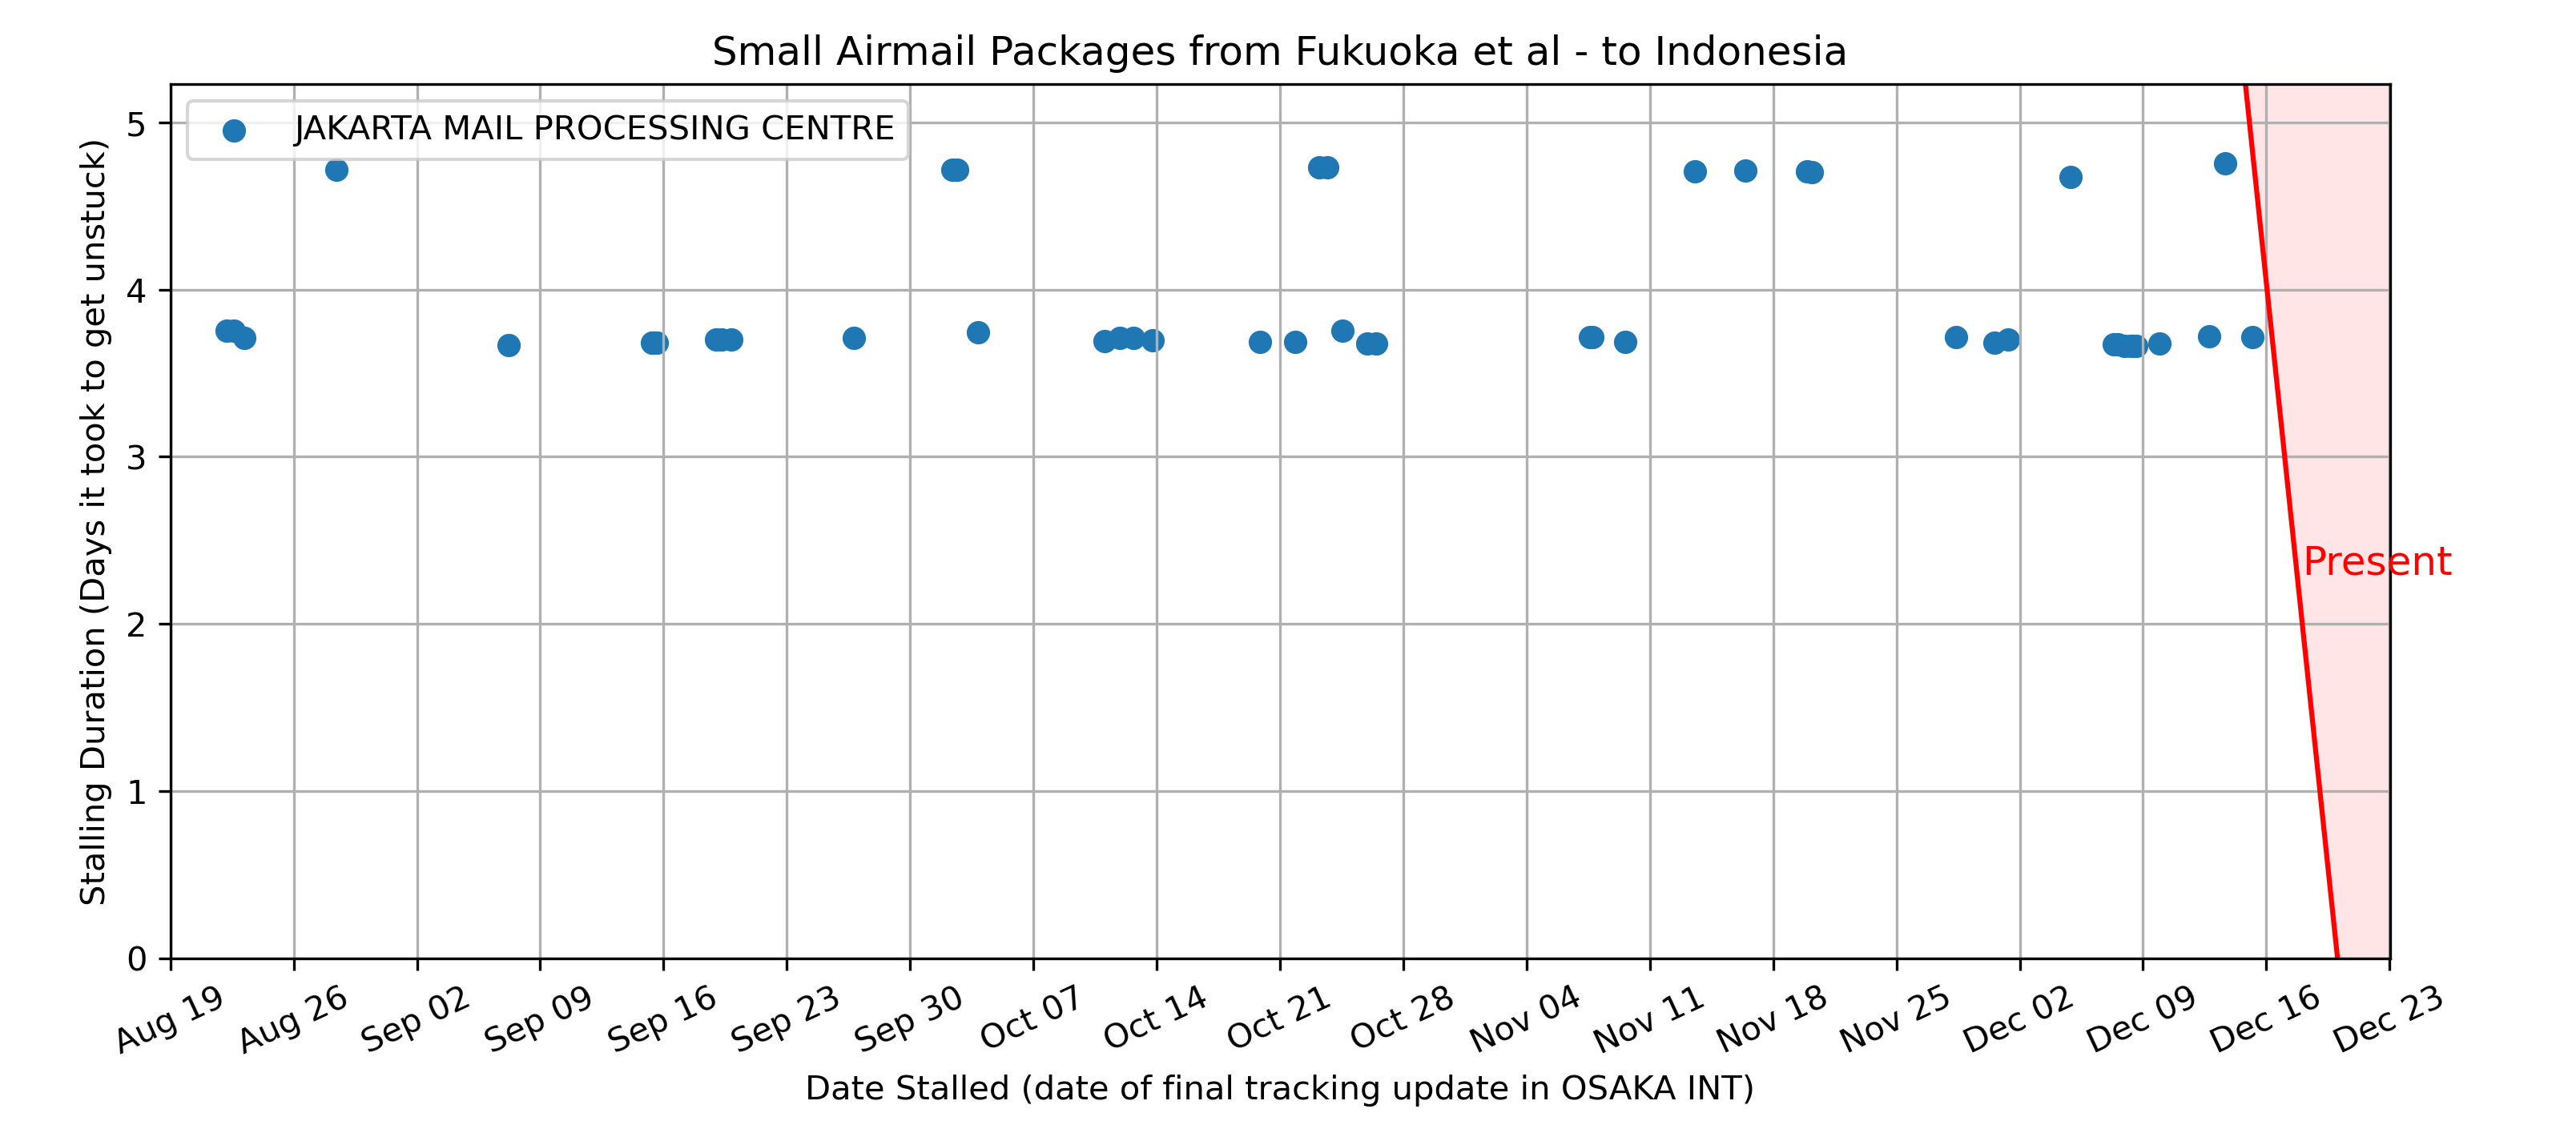 Small Airmail Packages from Fukuoka et al - to Indonesia
JAKARTA MAIL PROCESSING CENTRE
Stalling Duration (Days it took to get unstuck)
5
4
3
2
1
0
Present
Aug 19
Aug 26
Sep 02
Sep 09
Sep 16
Sep 23
Sep 30
Oct 07
Oct 14
Oct 21
Oct 28
Nov 04
Nov 11
Nov 18
Nov 25
Dec 02
Dec 09
Dec 16
Dec 23
Date Stalled (date of final tracking update in OSAKA INT)